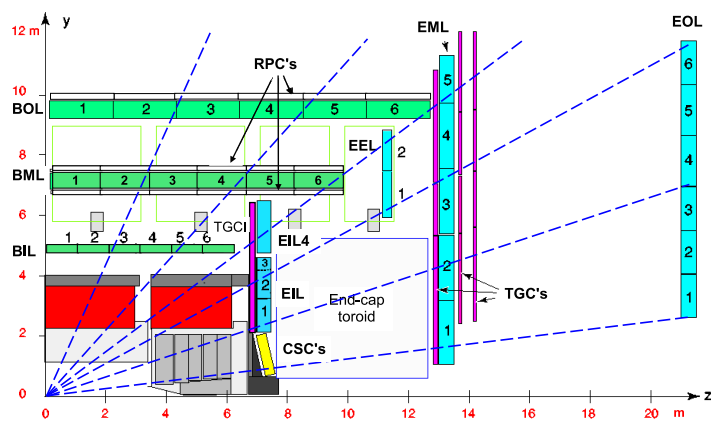 12 m
y
EML
EOL
RPC's
10
BOL
1 2 3 4 5 6
5
6
5
8
EEL
2
4
4
BML
1 2 3 4 5 6
1
3
3
6
TGCI
1 2 3 4 5 6
BIL
EIL4
4
3
2
1
EIL
End-cap
toroid
2
2
TGC's
2
CSC's
1
1
0
0 2 4 6 8 10 12 14 16 18 20 m
z